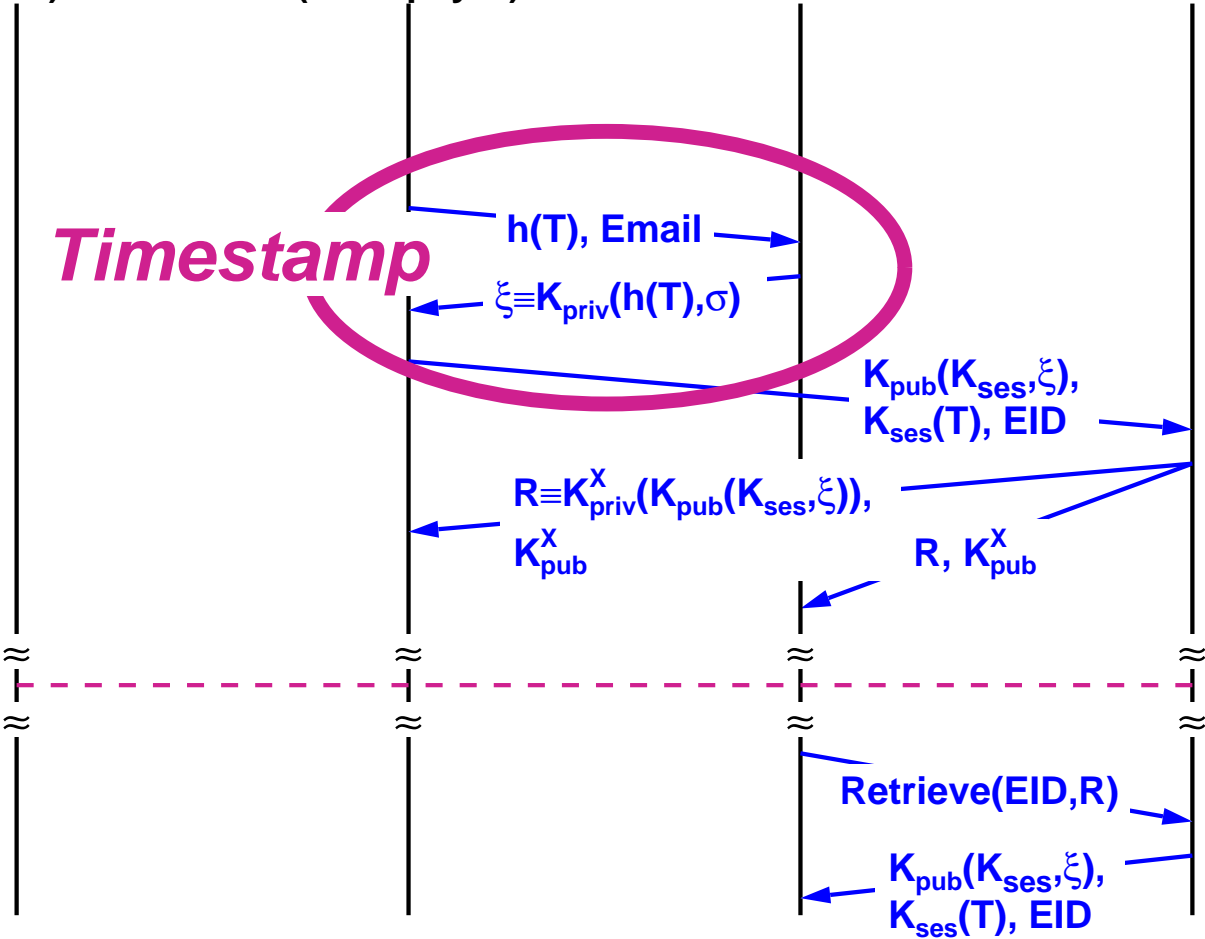 h(T), Email
Timestamp
ξ≡K_priv(h(T),σ)
K_pub(K_ses,ξ),
K_ses(T), EID
R≡K^X_priv(K_pub(K_ses,ξ)),
K^X_pub
R, K^X_pub
≈ ≈ ≈ ≈
≈ ≈ ≈ ≈
Retrieve(EID,R)
K_pub(K_ses,ξ),
K_ses(T), EID